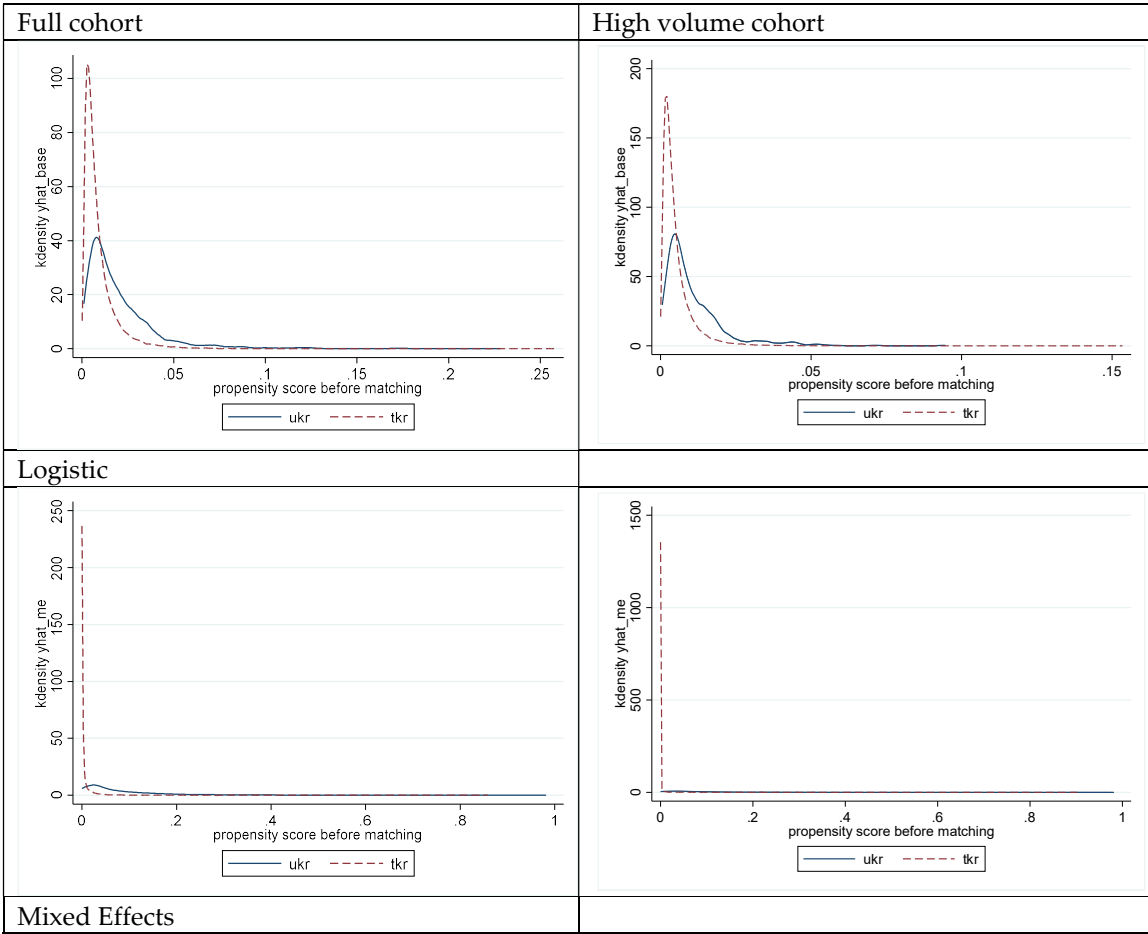 Full cohort
High volume cohort
kdensity yhat_base
0 20 40 60 80 100
0 .05 .1 .15 .2 .25
propensity score before matching
ukr tkr
kdensity yhat_base
0 50 100 150 200
0 .05 .1 .15
propensity score before matching
ukr tkr
Logistic
kdensity yhat_me
0 50 100 150 200 250
0 .2 .4 .6 .8 1
propensity score before matching
ukr tkr
kdensity yhat_me
0 500 1000 1500
0 .2 .4 .6 .8 1
propensity score before matching
ukr tkr
Mixed Effects